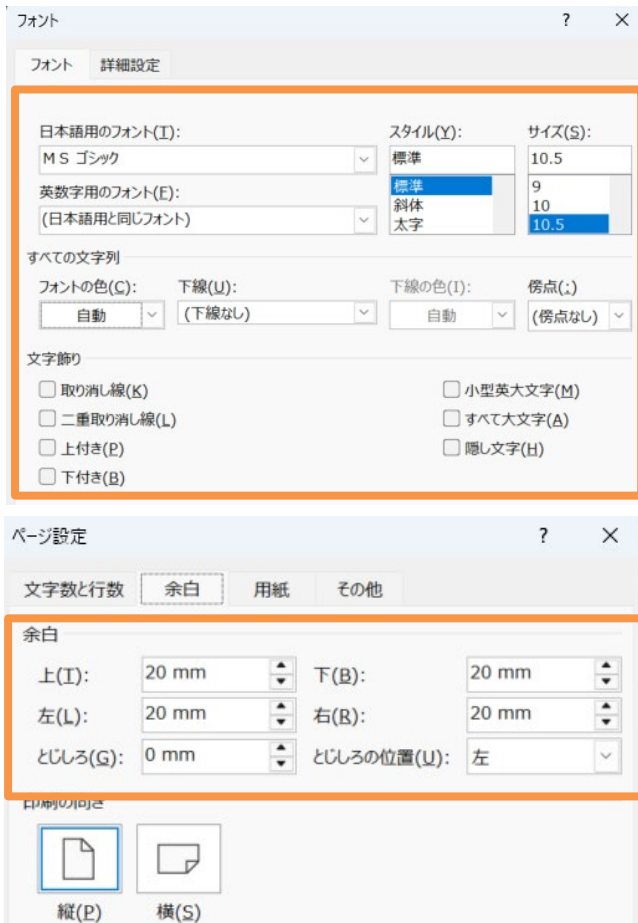 フォント ? ×
フォント 詳細設定
日本語用のフォント(T): スタイル(Y): サイズ(S):
MS ゴシック 標準 10.5
標準 9
英数字用のフォント(F): 斜体 10
(日本語用と同じフォント) 太字 10.5
すべての文字列
フォントの色(C): 下線(U): 下線の色(I): 傍点(:)
自動 (下線なし) 自動 (傍点なし)
文字飾り
取り消し線(K) 小型英大文字(M)
二重取り消し線(L) すべて大文字(A)
上付き(P) 隠し文字(H)
下付き(B)
ページ設定 ? ×
文字数と行数 余白 用紙 その他
余白
上(T): 20 mm 下(B): 20 mm
左(L): 20 mm 右(R): 20 mm
とじしろ(G): 0 mm とじしろの位置(U): 左
印刷の向き
縦(P) 横(S)